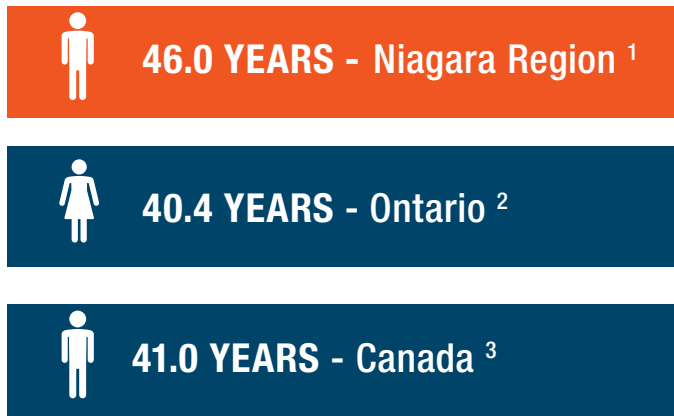 46.0 YEARS - Niagara Region ¹
40.4 YEARS - Ontario ²
41.0 YEARS - Canada ³